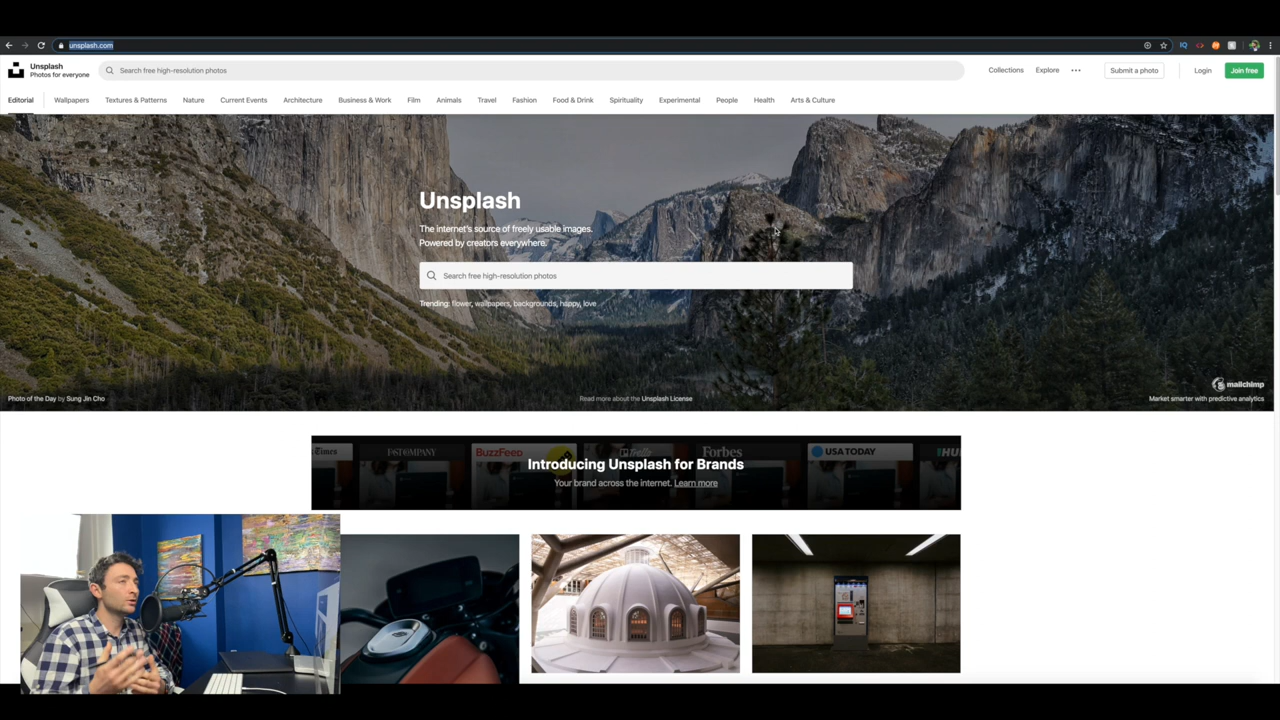 unsplash.com
Unsplash
Photos for everyone
Search free high-resolution photos
Collections
Explore
Submit a photo
Login
Join free
Editorial
Wallpapers
Textures & Patterns
Nature
Current Events
Architecture
Business & Work
Film
Animals
Travel
Fashion
Food & Drink
Spirituality
Experimental
People
Health
Arts & Culture
Unsplash
The internet's source of freely usable images.
Powered by creators everywhere.
Search free high-resolution photos
Trending: flower, wallpapers, backgrounds, happy, love
mailchimp
Photo of the Day by Sung Jin Cho
Read more about the Unsplash License
Market smarter with predictive analytics
Times
FAST COMPANY
BuzzFeed
Trello
Forbes
USA TODAY
Introducing Unsplash for Brands
Your brand across the internet. Learn more